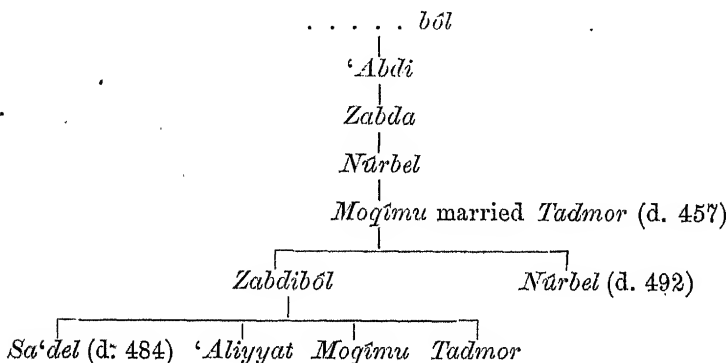 . . . . . bôl
‘Abdi
Zabda
Nûrbel
Moqîmu married Tadmor (d. 457)
Zabdibôl Nûrbel (d. 492)
Sa‘del (d. 484) ‘Aliyyat Moqîmu Tadmor